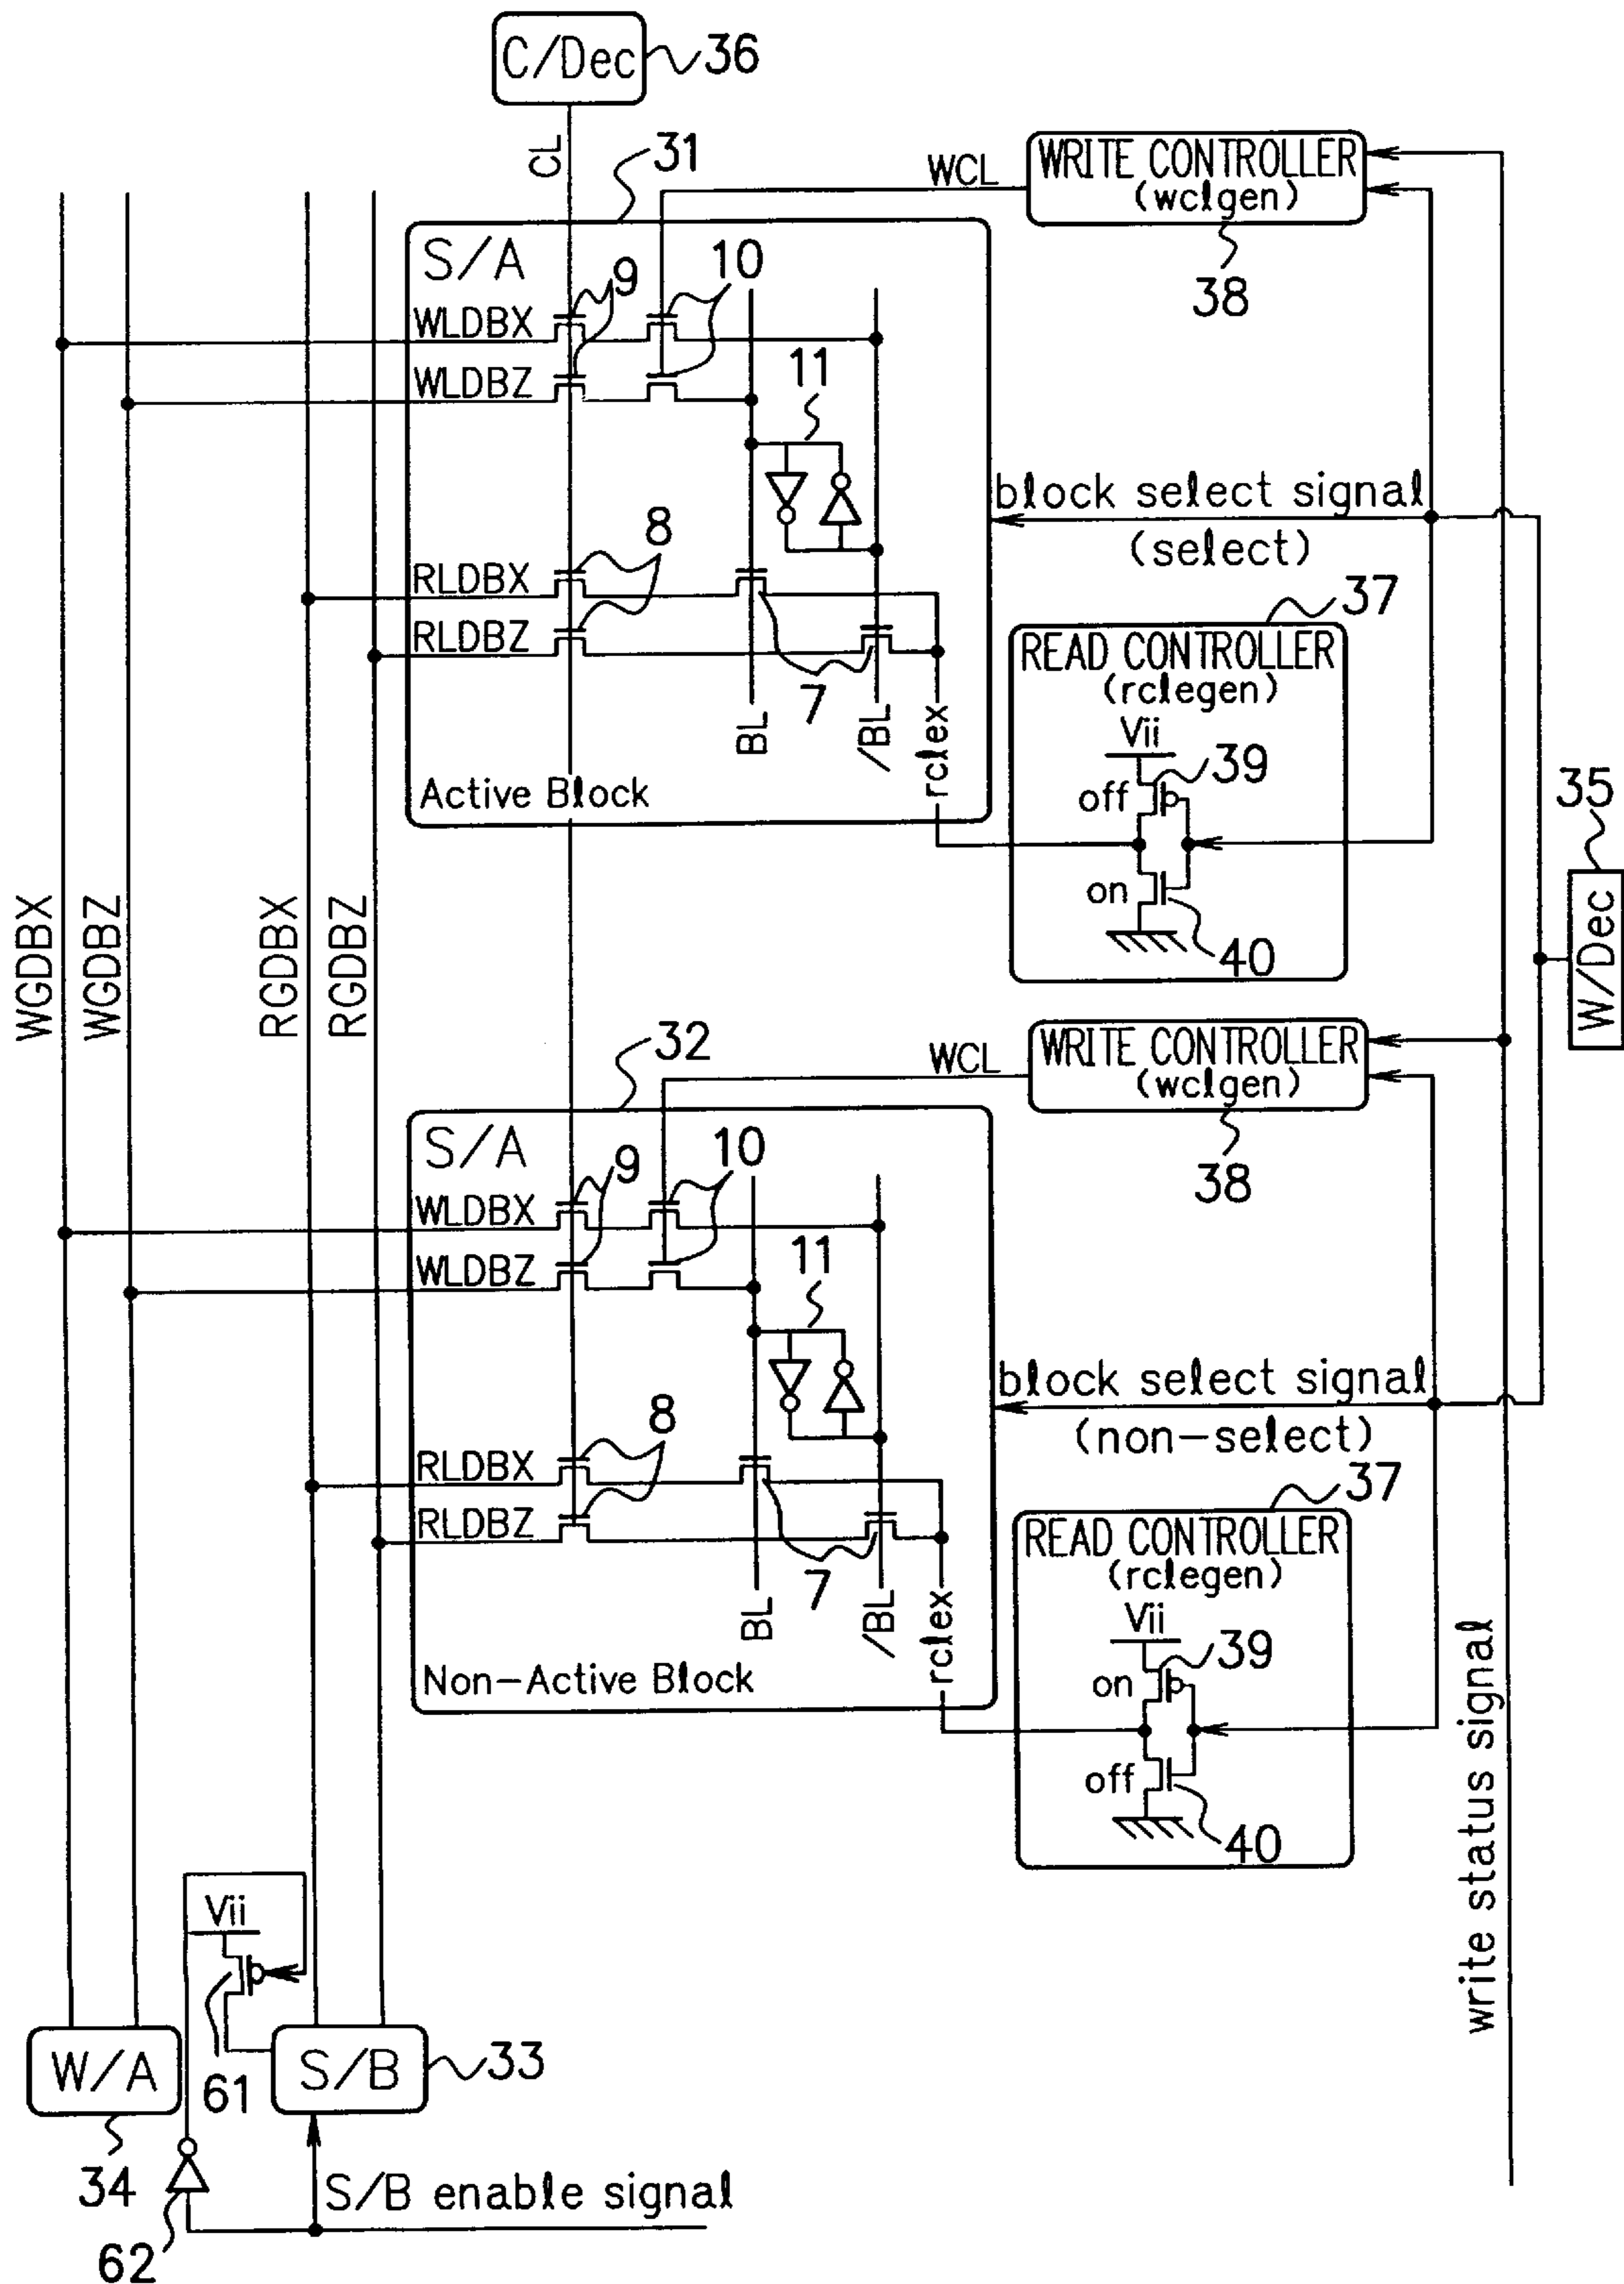 C/Dec
36
CL
31
WCL
WRITE CONTROLLER
(wclgen)
38
S/A
9
10
WLDBX
WLDBZ
11
block select signal
(select)
8
RLDBX
RLDBZ
7
BL
/BL
rclex
Active Block
37
READ CONTROLLER
(rclegen)
Vii
39
off
on
40
35
W/Dec
WGDBX
WGDBZ
RGDBX
RGDBZ
32
WCL
WRITE CONTROLLER
(wclgen)
38
S/A
9
10
WLDBX
WLDBZ
11
block select signal
(non-select)
8
RLDBX
RLDBZ
7
BL
/BL
rclex
Non-Active Block
37
READ CONTROLLER
(rclegen)
Vii
39
on
off
40
write status signal
Vii
61
W/A
34
S/B
33
62
S/B enable signal